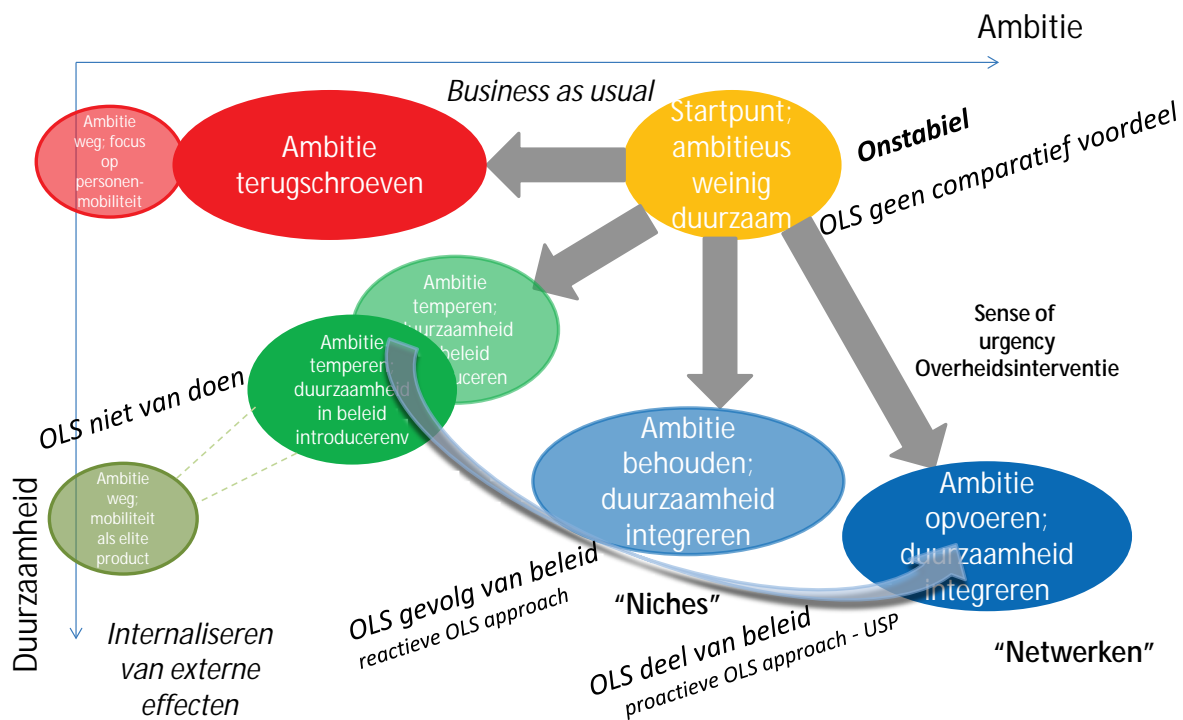 Ambitie
Business as usual
Ambitie
weg; focus
op
personen-
mobiliteit
Ambitie
terugschroeven
Startpunt;
ambitieus
weinig
duurzaam
Onstabiel
OLS geen comparatief voordeel
Ambitie
temperen;
duurzaamheid
beleid
uceren
Ambitie
temperen;
duurzaamheid
in beleid
introducerenv
Sense of
urgency
Overheidsinterventie
OLS niet van doen
Ambitie
weg;
mobiliteit
als elite
product
Ambitie
behouden;
duurzaamheid
integreren
Ambitie
opvoeren;
duurzaamheid
integreren
Duurzaamheid
Internaliseren
van externe
effecten
OLS gevolg van beleid
reactieve OLS approach
“Niches”
OLS deel van beleid
proactieve OLS approach - USP
“Netwerken”